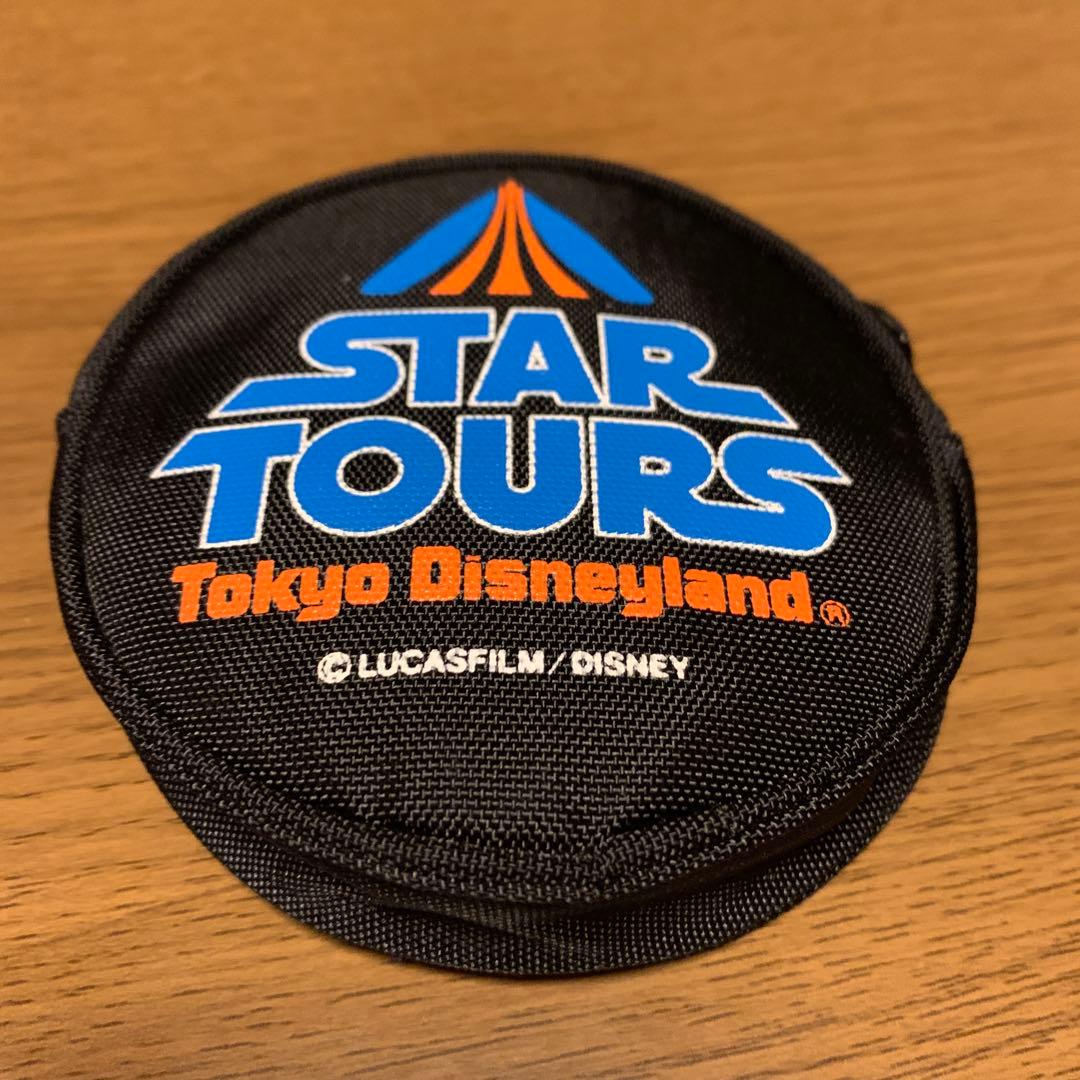 STAR
TOURS
Tokyo Disneyland®
© LUCASFILM / DISNEY